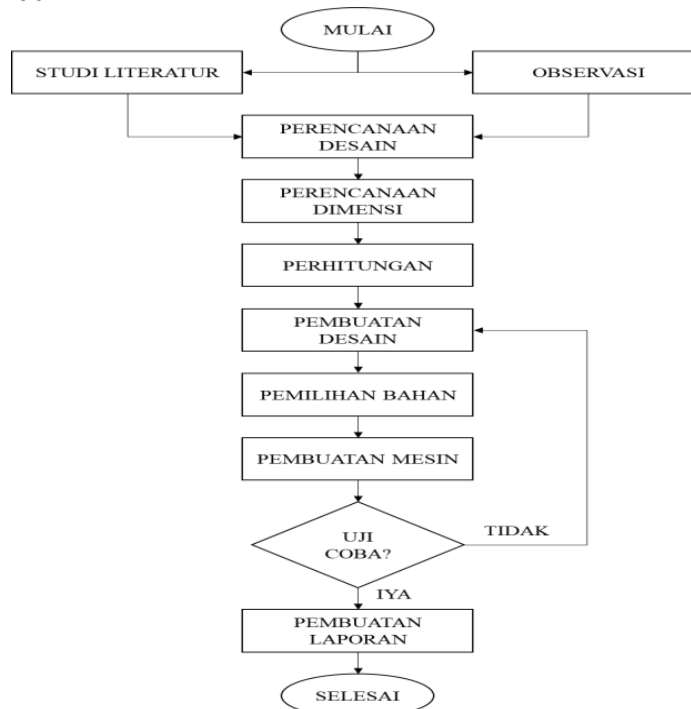 MULAI
STUDI LITERATUR
OBSERVASI
PERENCANAAN
DESAIN
PERENCANAAN
DIMENSI
PERHITUNGAN
PEMBUATAN
DESAIN
PEMILIHAN BAHAN
PEMBUATAN MESIN
UJI
COBA?
TIDAK
IYA
PEMBUATAN
LAPORAN
SELESAI